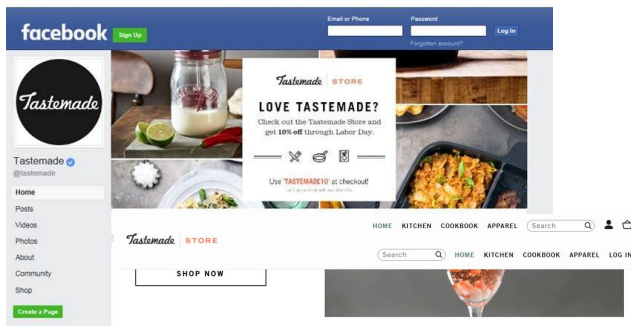 Email or Phone
Password
facebook
Sign Up
Log In
Forgotten account?
Tastemade
Tastemade STORE
LOVE TASTEMADE?
Check out the Tastemade Store and
get 10% off through Labor Day.
Use "TASTEMADE10" at checkout!
Tastemade
@tastemade
Home
Posts
Videos
Photos
About
Community
Shop
Create a Page
Tastemade STORE
HOME KITCHEN COOKBOOK APPAREL Search
Search HOME KITCHEN COOKBOOK APPAREL LOG IN
SHOP NOW